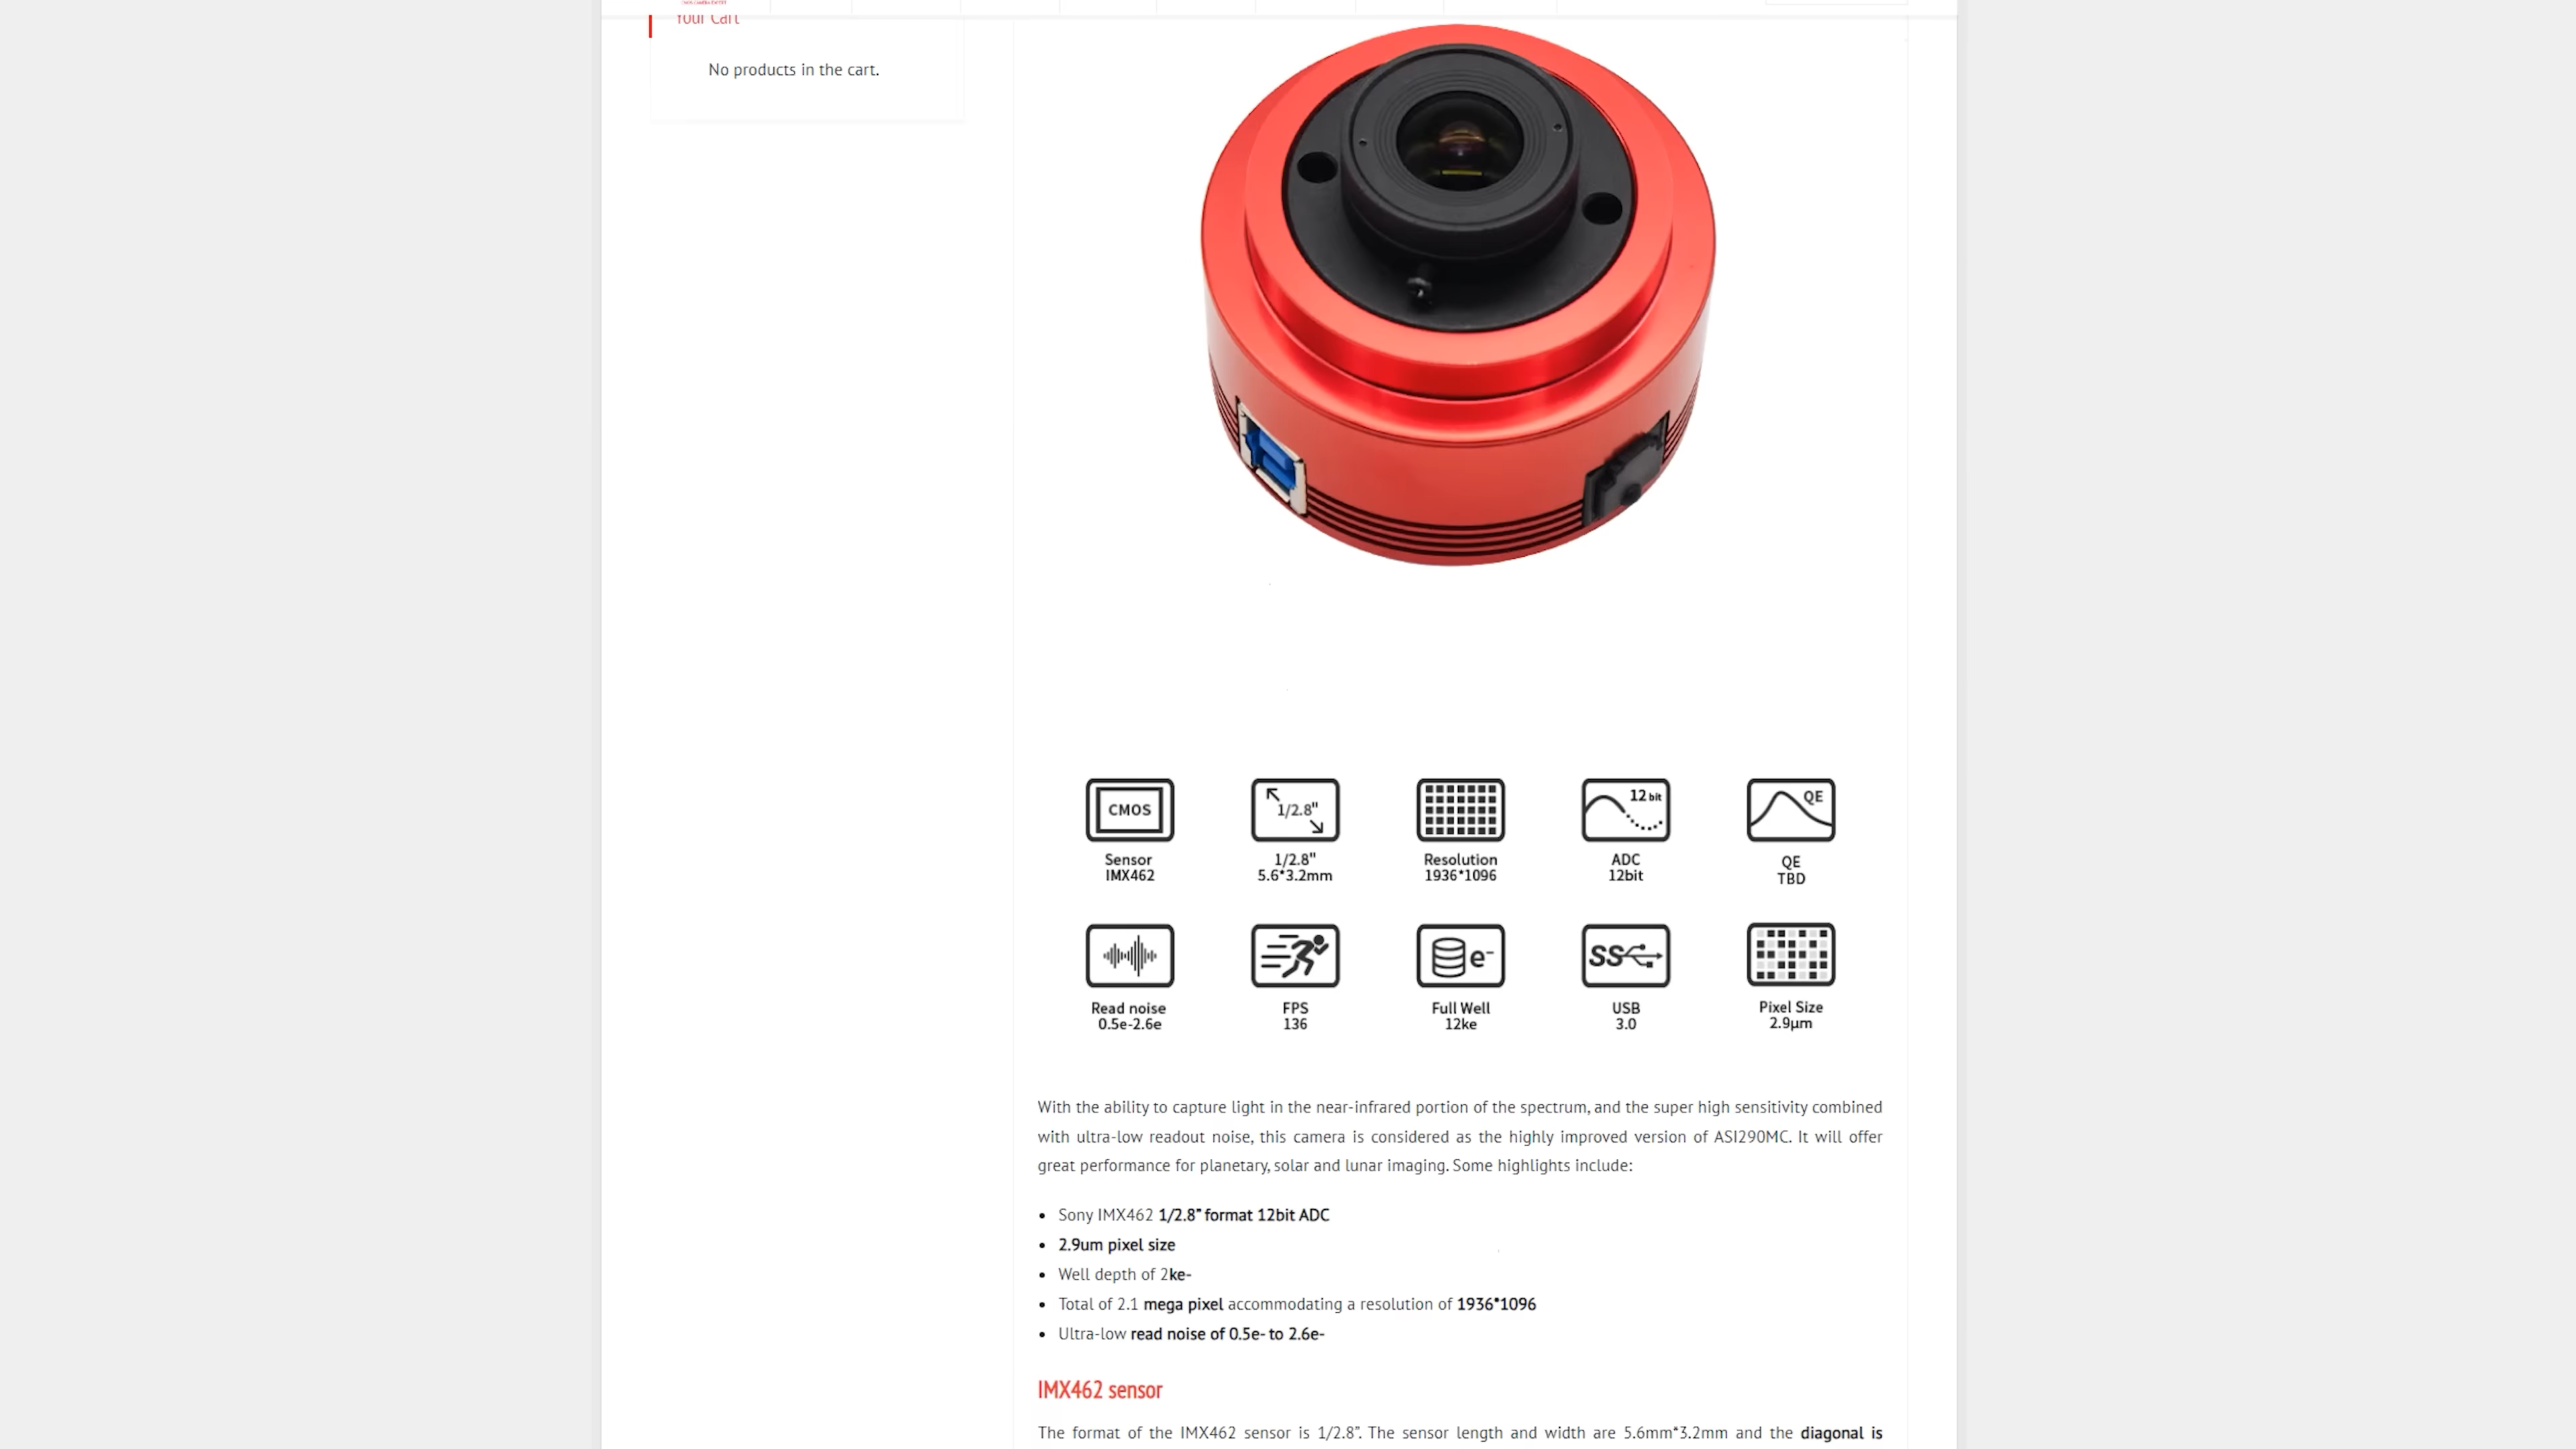 Your Cart
No products in the cart.
CMOS
1/2.8"
12 bit
QE
Sensor
IMX462
1/2.8"
5.6*3.2mm
Resolution
1936*1096
ADC
12bit
QE
TBD
e-
SS
Read noise
0.5e-2.6e
FPS
136
Full Well
12ke
USB
3.0
Pixel Size
2.9μm
With the ability to capture light in the near-infrared portion of the spectrum, and the super high sensitivity combined
with ultra-low readout noise, this camera is considered as the highly improved version of ASI290MC. It will offer
great performance for planetary, solar and lunar imaging. Some highlights include:
• Sony IMX462 1/2.8” format 12bit ADC
• 2.9um pixel size
• Well depth of 2ke-
• Total of 2.1 mega pixel accommodating a resolution of 1936*1096
• Ultra-low read noise of 0.5e- to 2.6e-
IMX462 sensor
The format of the IMX462 sensor is 1/2.8”. The sensor length and width are 5.6mm*3.2mm and the diagonal is